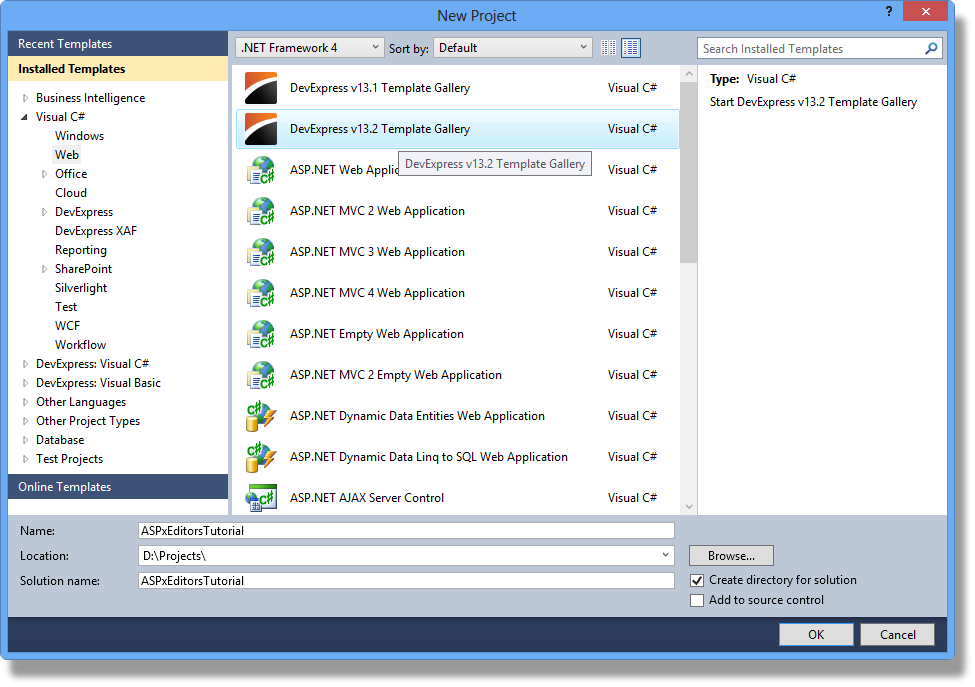 New Project
?
Recent Templates
Installed Templates
Business Intelligence
Visual C#
Windows
Web
Office
Cloud
DevExpress
DevExpress XAF
Reporting
SharePoint
Silverlight
Test
WCF
Workflow
DevExpress: Visual C#
DevExpress: Visual Basic
Other Languages
Other Project Types
Database
Test Projects
Online Templates
.NET Framework 4
Sort by: Default
DevExpress v13.1 Template Gallery Visual C#
DevExpress v13.2 Template Gallery Visual C#
DevExpress v13.2 Template Gallery
ASP.NET Web Visual C#
ASP.NET MVC 2 Web Application Visual C#
ASP.NET MVC 3 Web Application Visual C#
ASP.NET MVC 4 Web Application Visual C#
ASP.NET Empty Web Application Visual C#
ASP.NET MVC 2 Empty Web Application Visual C#
ASP.NET Dynamic Data Entities Web Application Visual C#
ASP.NET Dynamic Data Linq to SQL Web Application Visual C#
ASP.NET AJAX Server Control Visual C#
Search Installed Templates
Type: Visual C#
Start DevExpress v13.2 Template Gallery
Name: ASPxEditorsTutorial
Location: D:\Projects\
Browse...
Solution name: ASPxEditorsTutorial
Create directory for solution
Add to source control
OK
Cancel